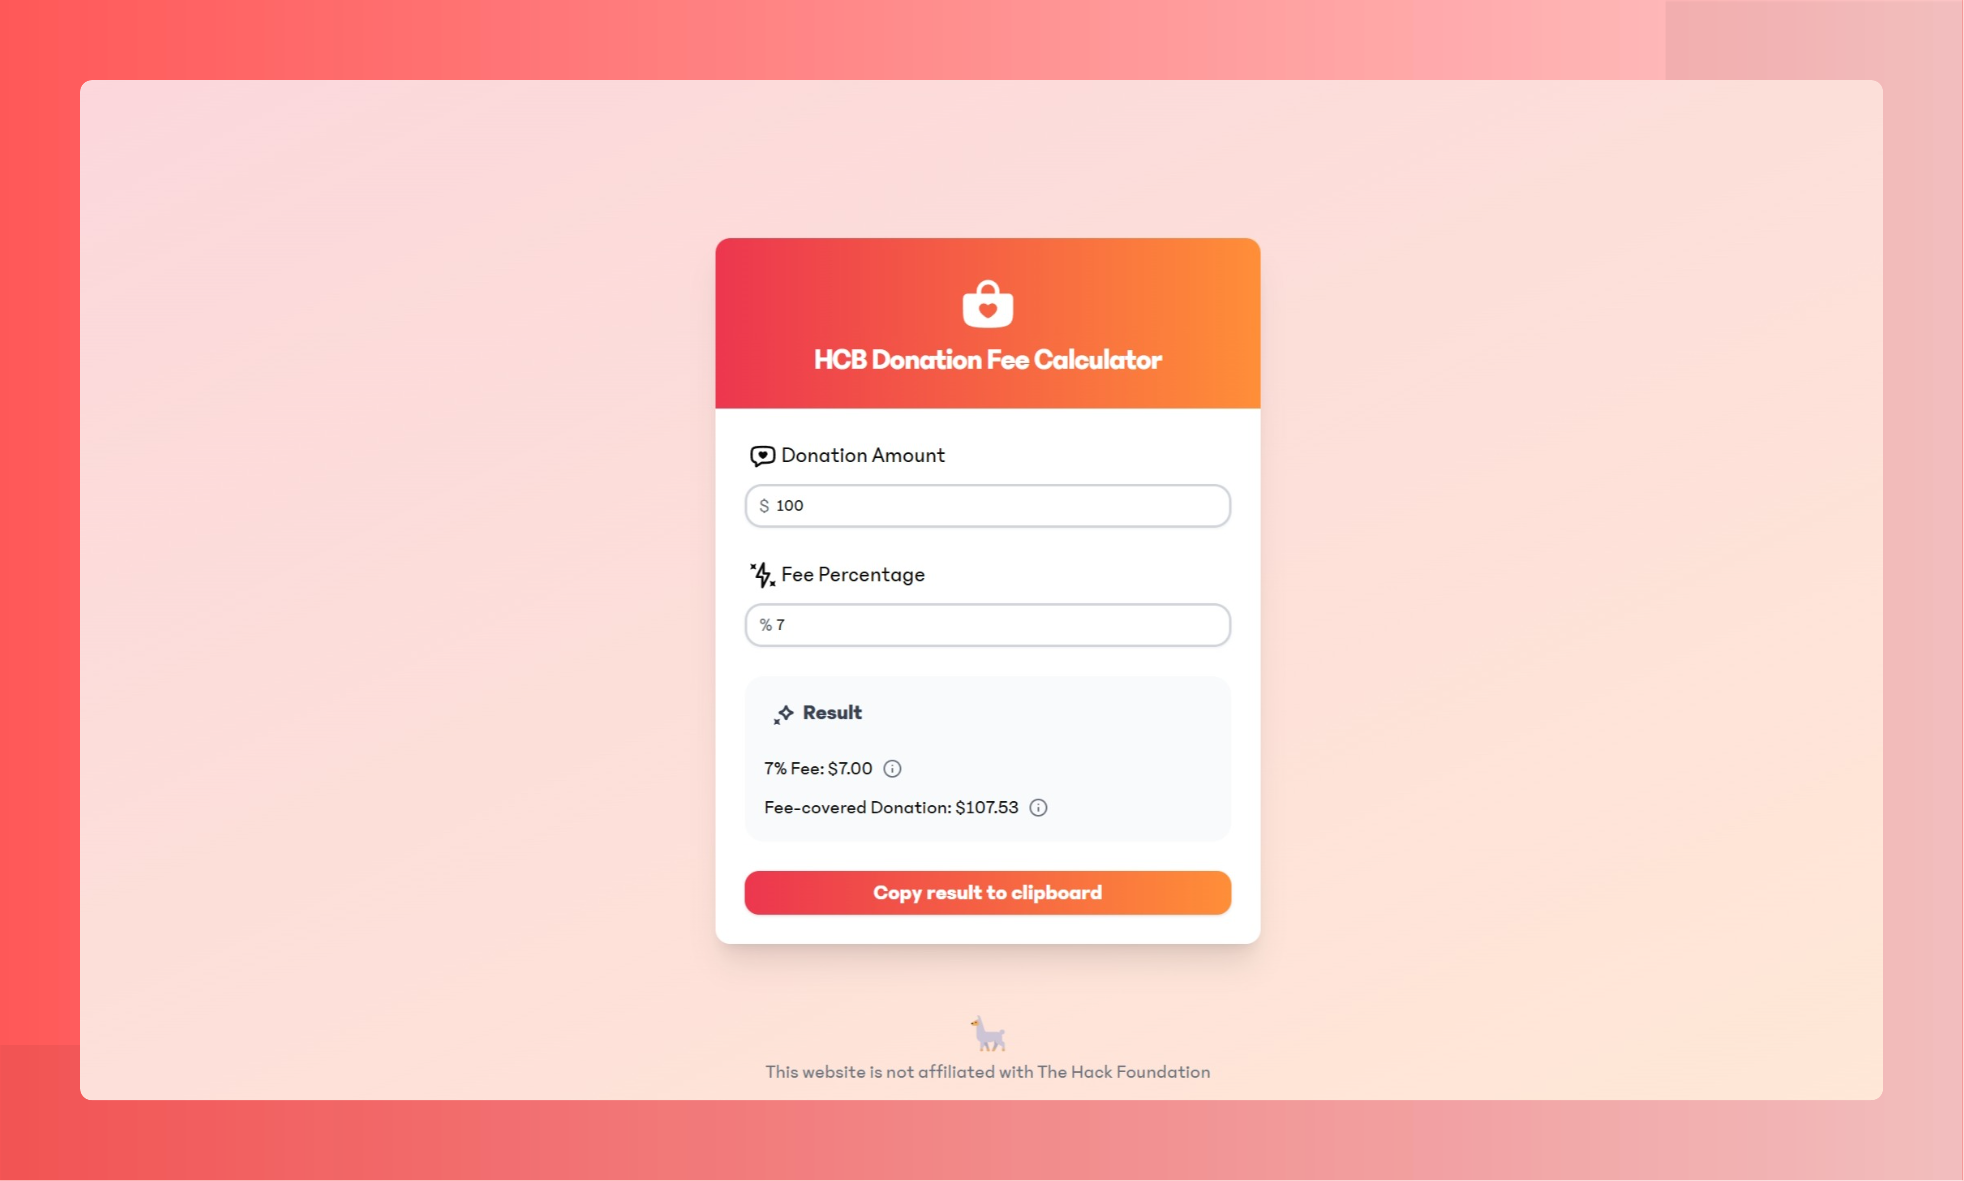 HCB Donation Fee Calculator
Donation Amount
$ 100
Fee Percentage
% 7
Result
7% Fee: $7.00
Fee-covered Donation: $107.53
Copy result to clipboard
This website is not affiliated with The Hack Foundation